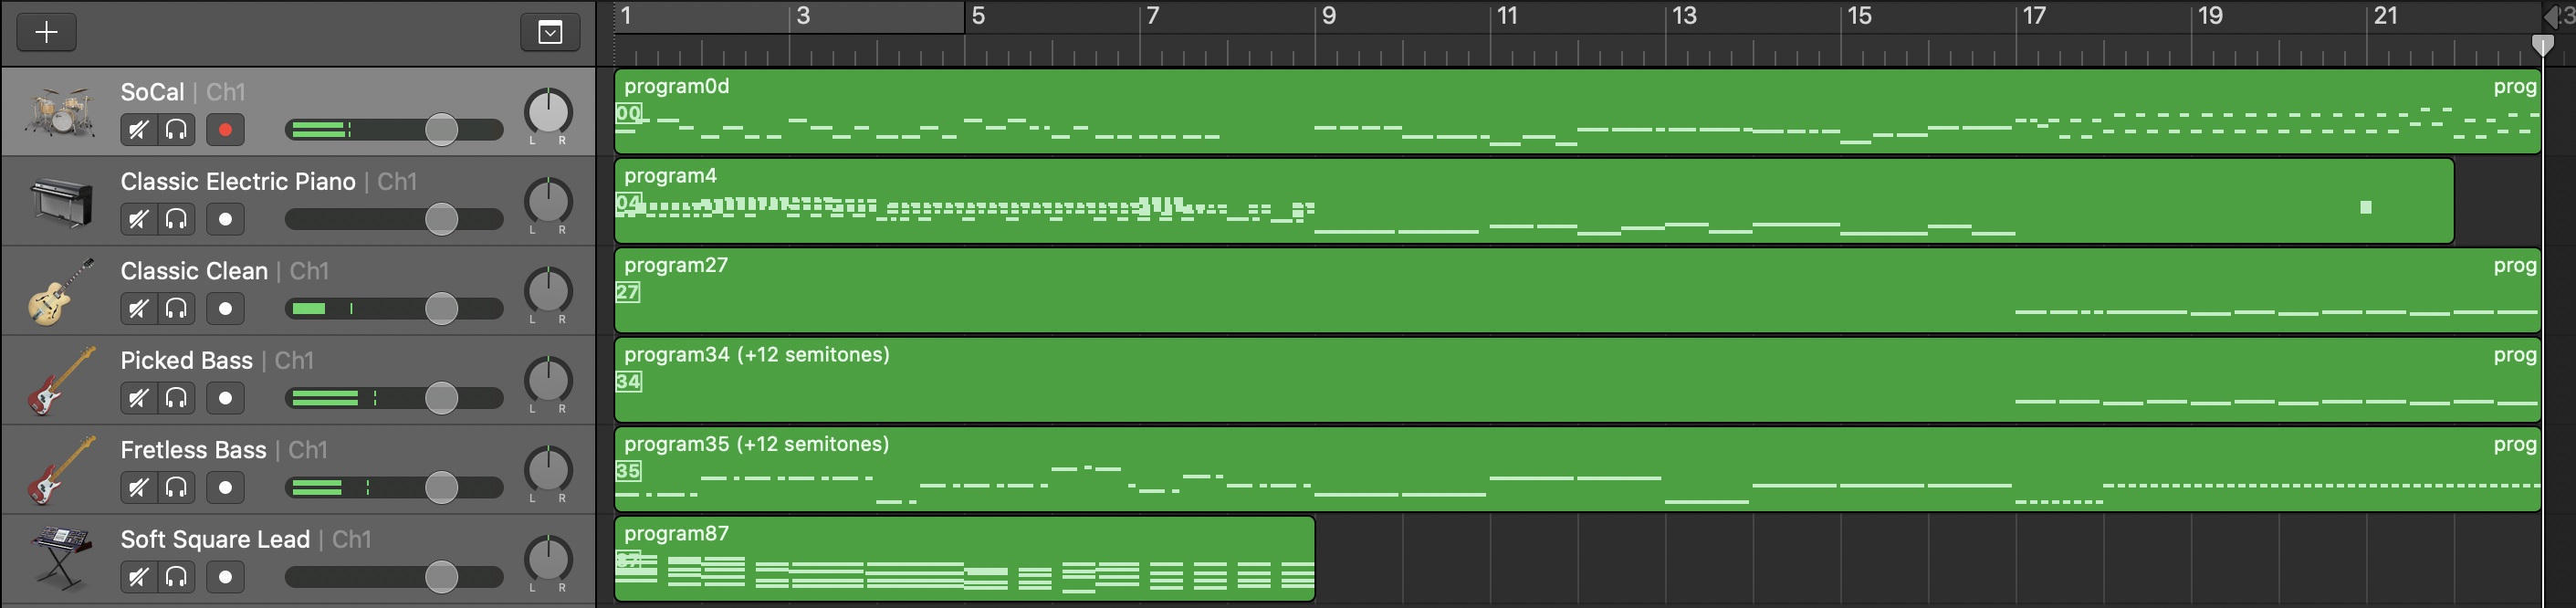 1 3 5 7 9 11 13 15 17 19 21 23
SoCal | Ch1
L R
program0d prog
00
Classic Electric Piano | Ch1
L R
program4
04
Classic Clean | Ch1
L R
program27 prog
27
Picked Bass | Ch1
L R
program34 (+12 semitones) prog
34
Fretless Bass | Ch1
L R
program35 (+12 semitones) prog
35
Soft Square Lead | Ch1
L R
program87
87